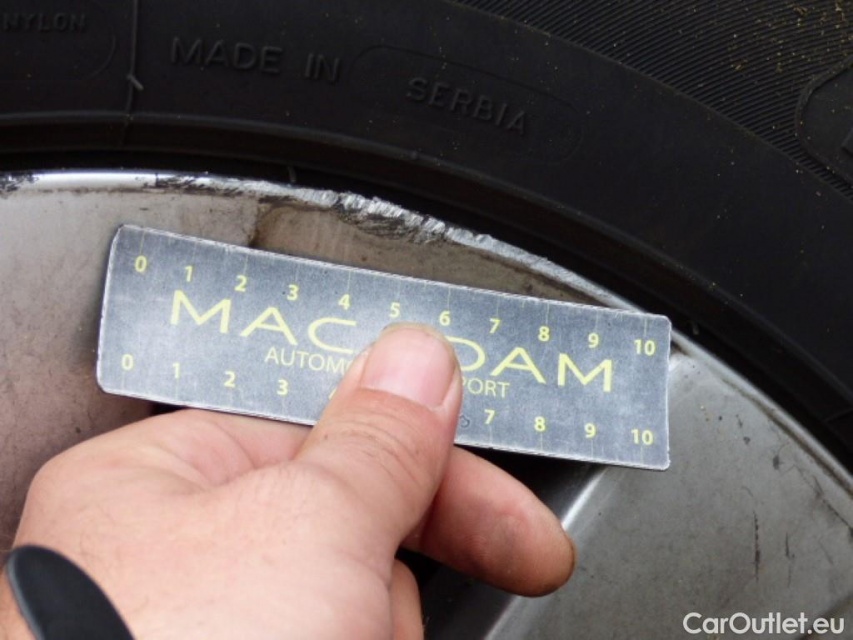 NYLON
MADE IN SERBIA
0 1 2 3 4 5 6 7 8 9 10
MAC DAM
AUTOM PORT
0 1 2 3 7 8 9 10
CarOutlet.eu